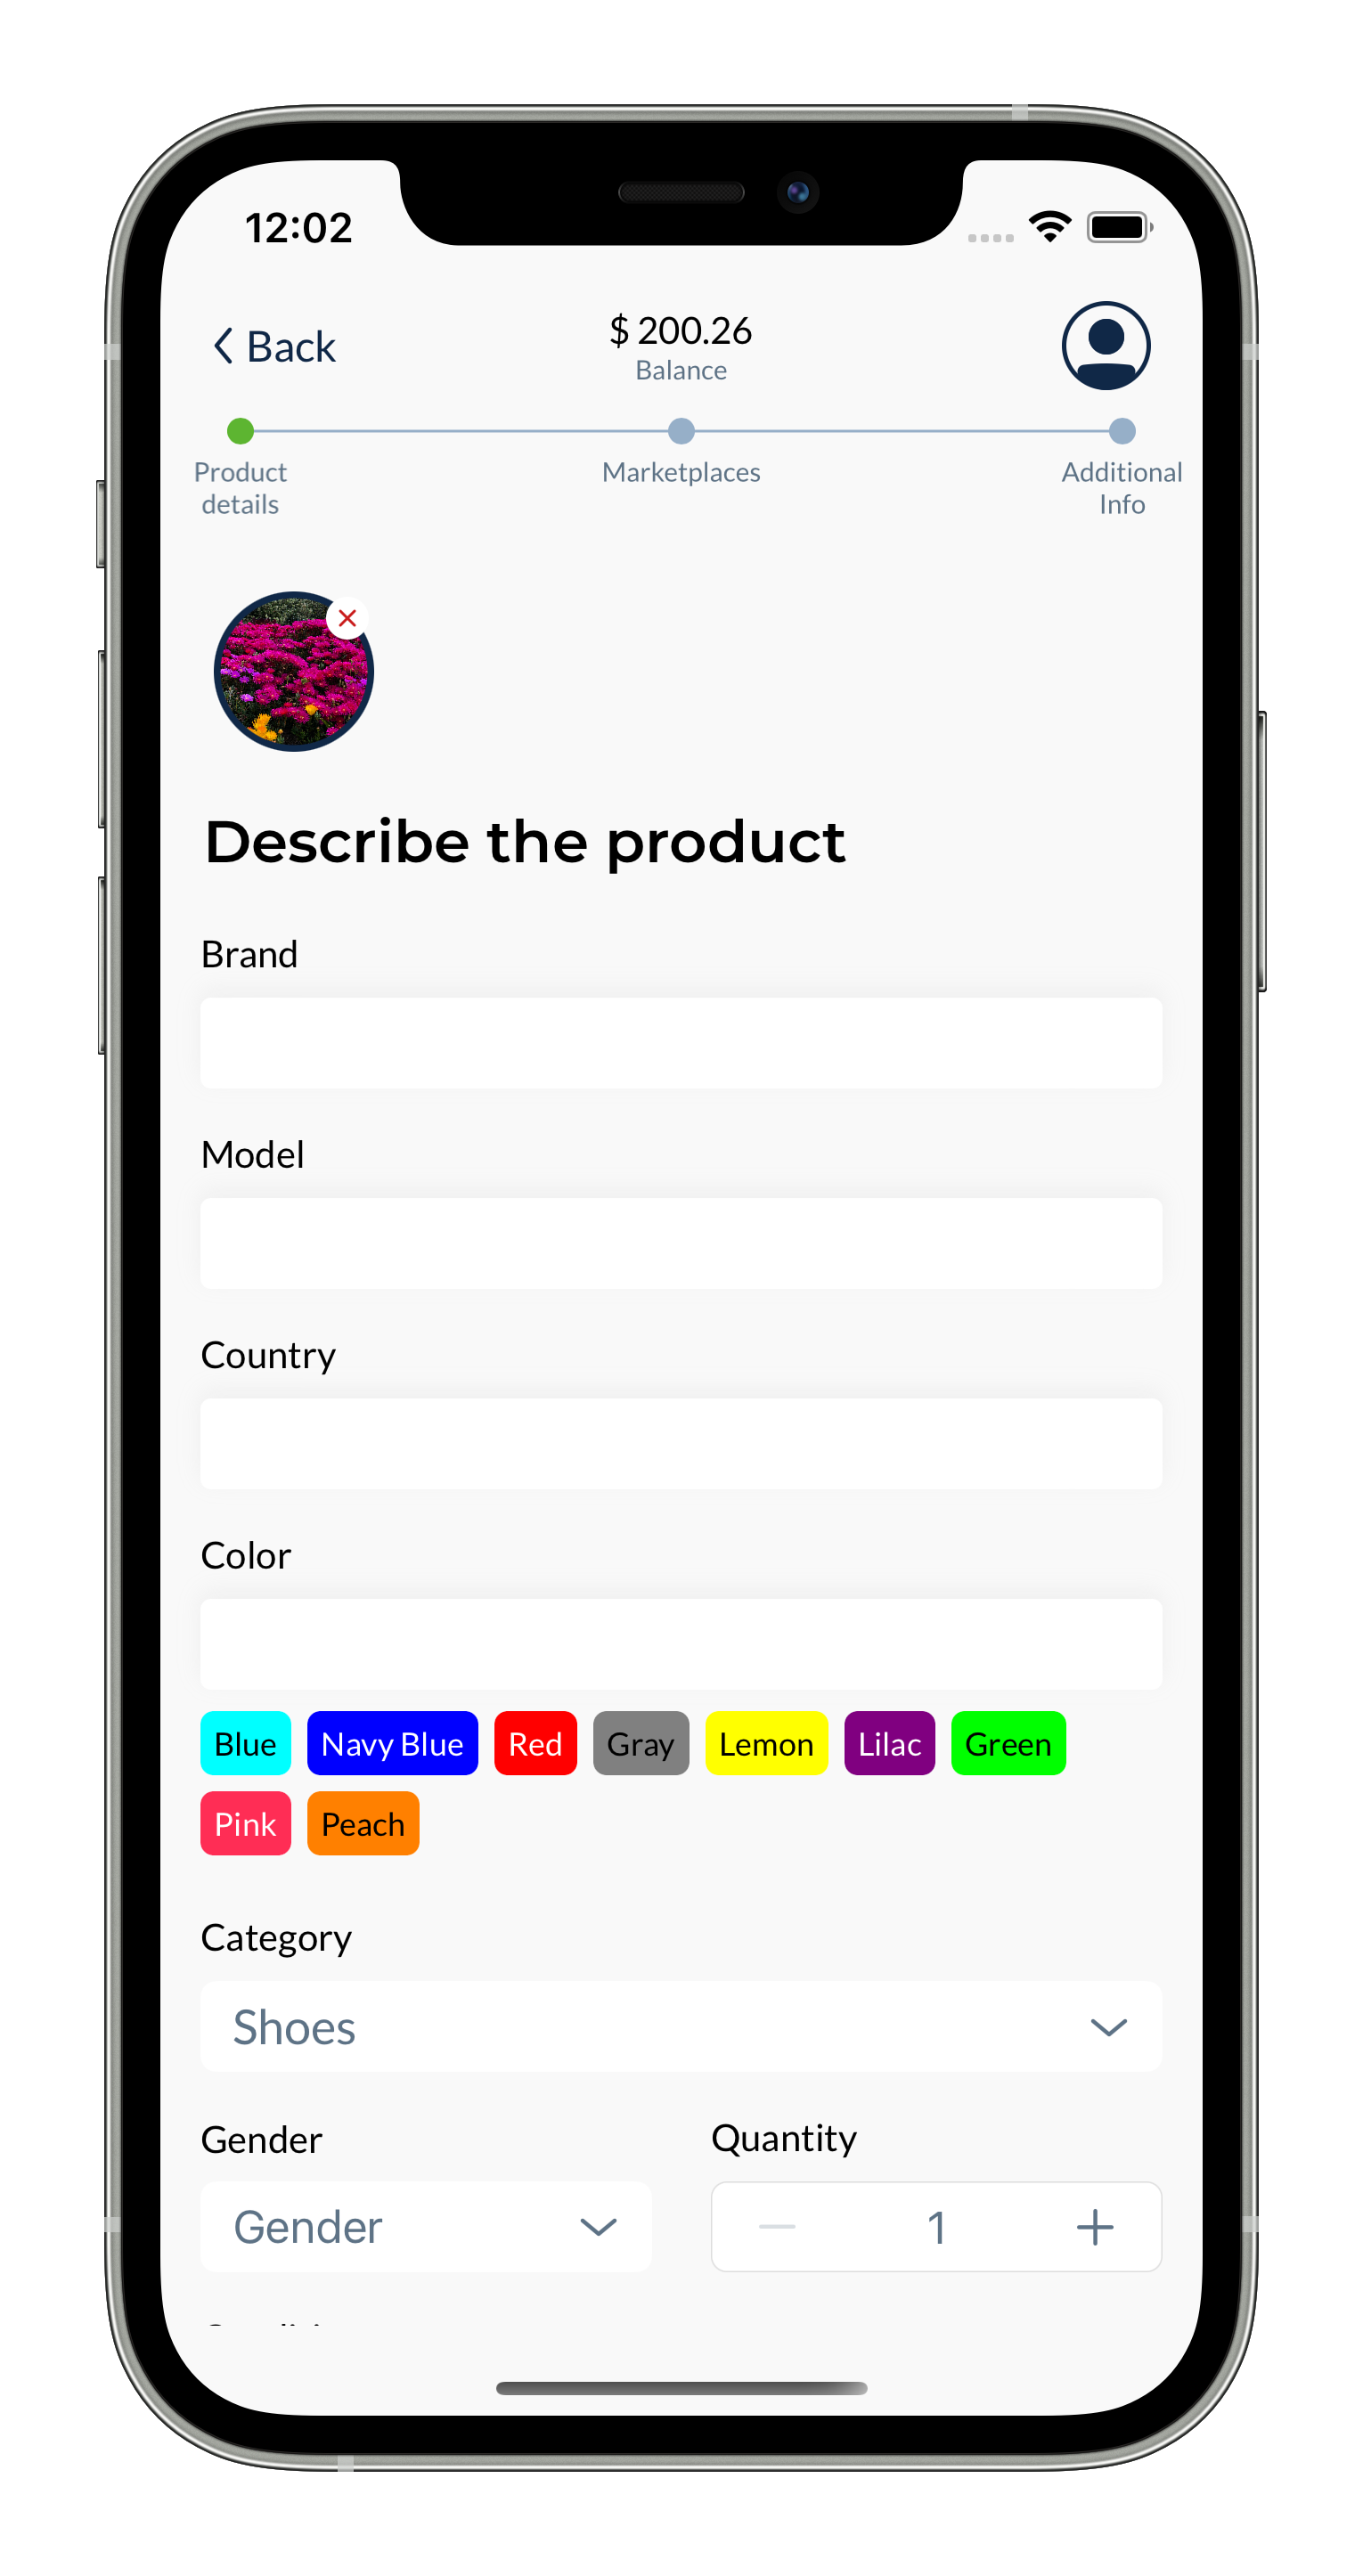 12:02
Back
$ 200.26
Balance
Product
details
Marketplaces
Additional
Info
Describe the product
Brand
Model
Country
Color
Blue Navy Blue Red Gray Lemon Lilac Green
Pink Peach
Category
Shoes
Gender
Quantity
Gender
1